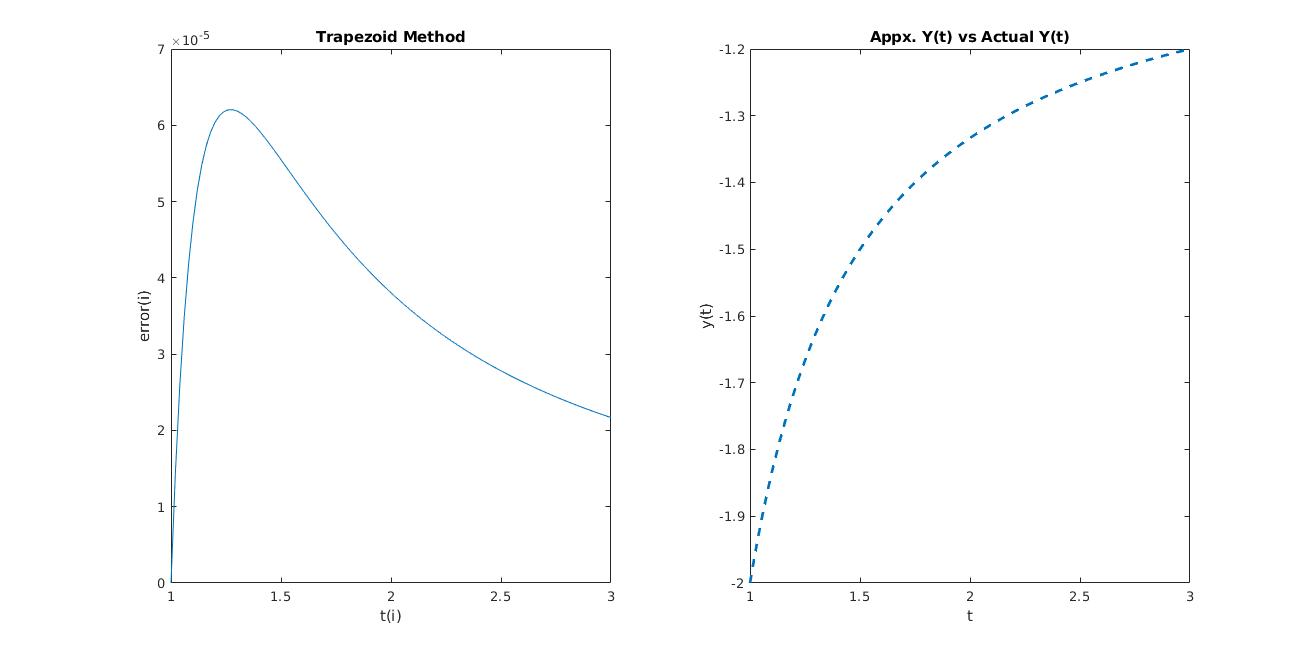 Trapezoid Method
×10-5
7
6
5
4
3
2
1
0
error(i)
1 1.5 2 2.5 3
t(i)
Appx. Y(t) vs Actual Y(t)
-1.2
-1.3
-1.4
-1.5
-1.6
-1.7
-1.8
-1.9
-2
y(t)
1 1.5 2 2.5 3
t